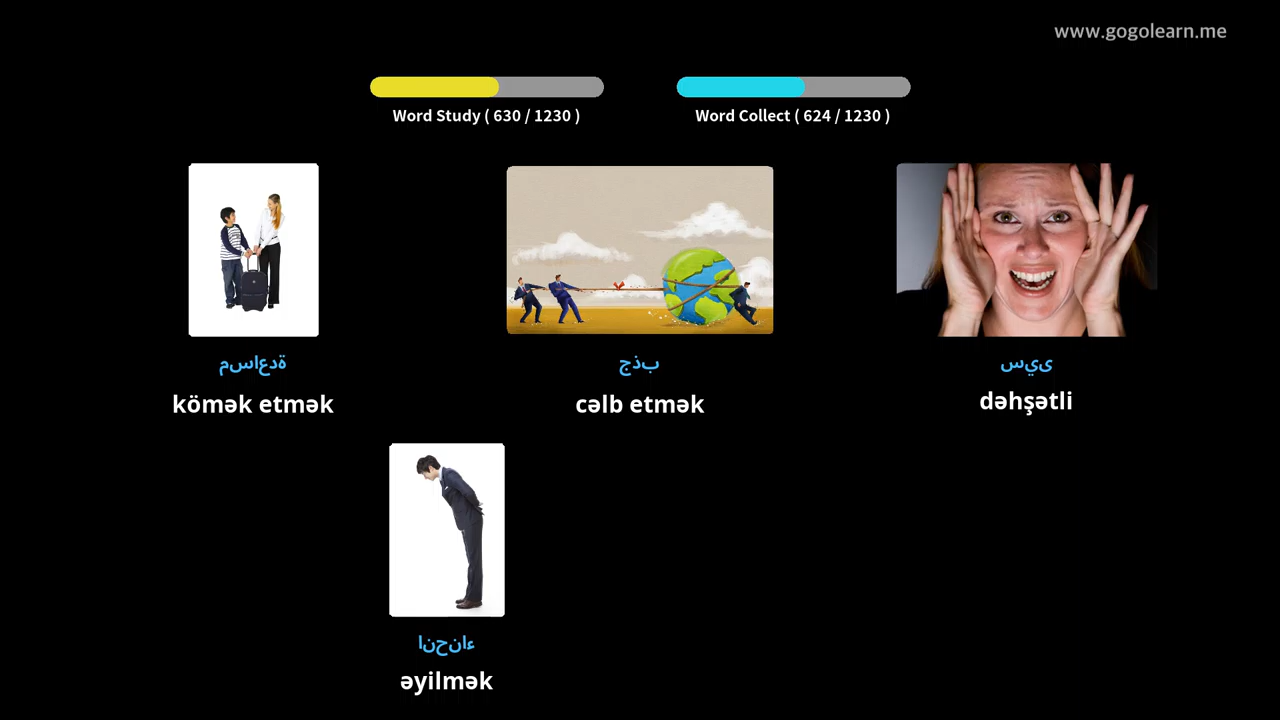 www.gogolearn.me
Word Study ( 630 / 1230 )
Word Collect ( 624 / 1230 )
مساعدة
جذب
سيى
kömək etmək
cəlb etmək
dəhşətli
انحناء
əyilmək